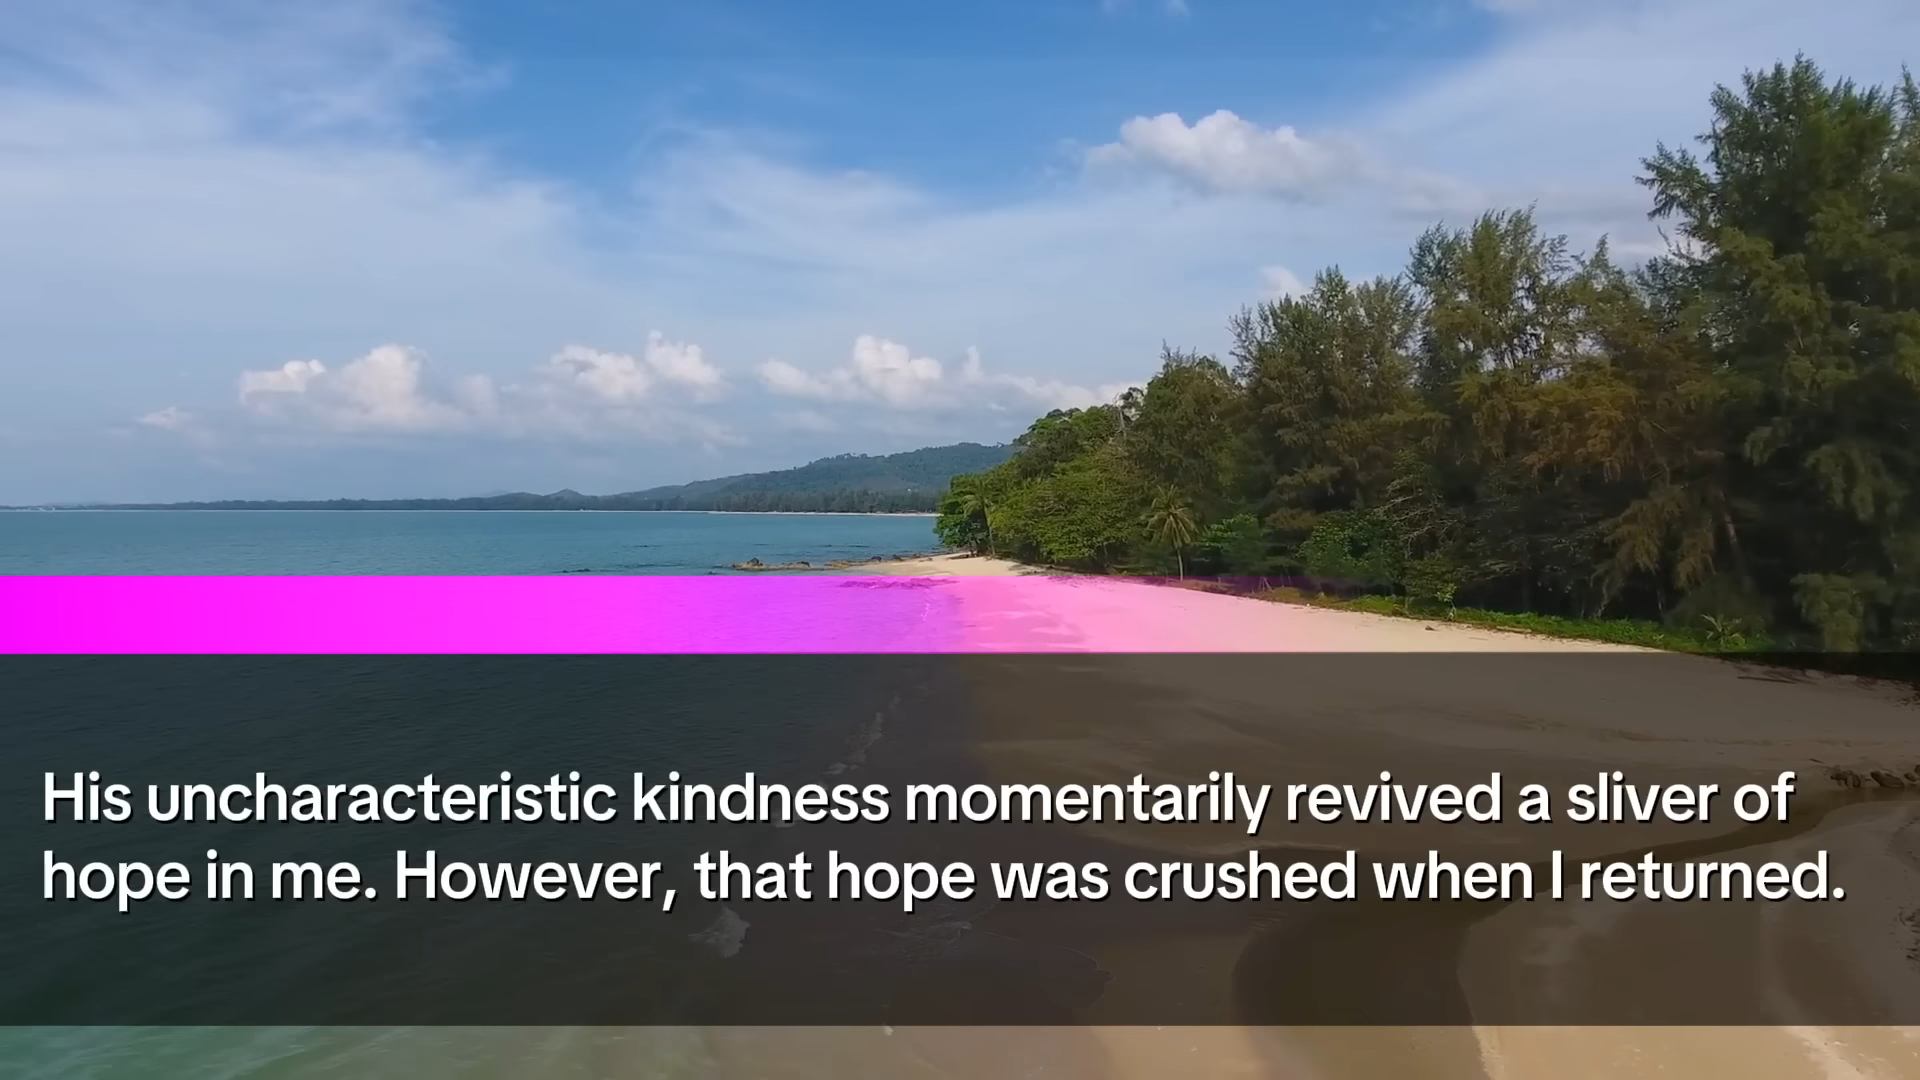 His uncharacteristic kindness momentarily revived a sliver of
hope in me. However, that hope was crushed when I returned.